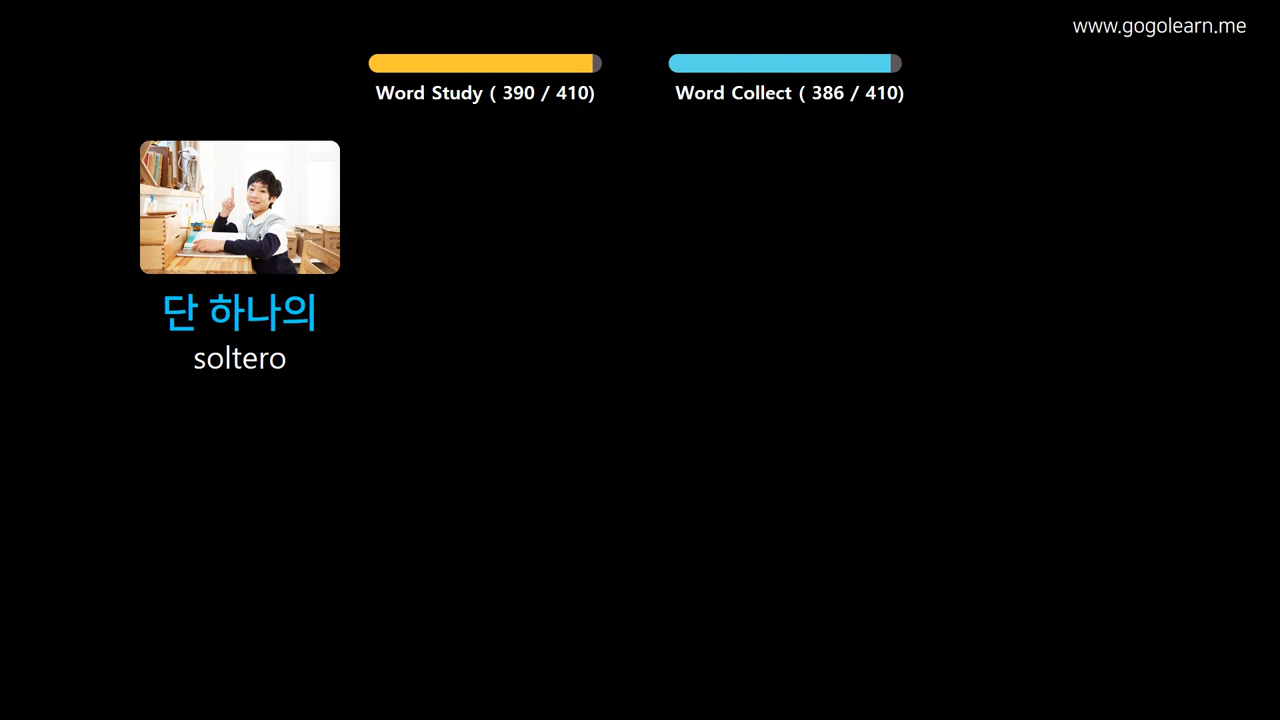 www.gogolearn.me
Word Study ( 390 / 410)
Word Collect ( 386 / 410)
단 하나의
soltero